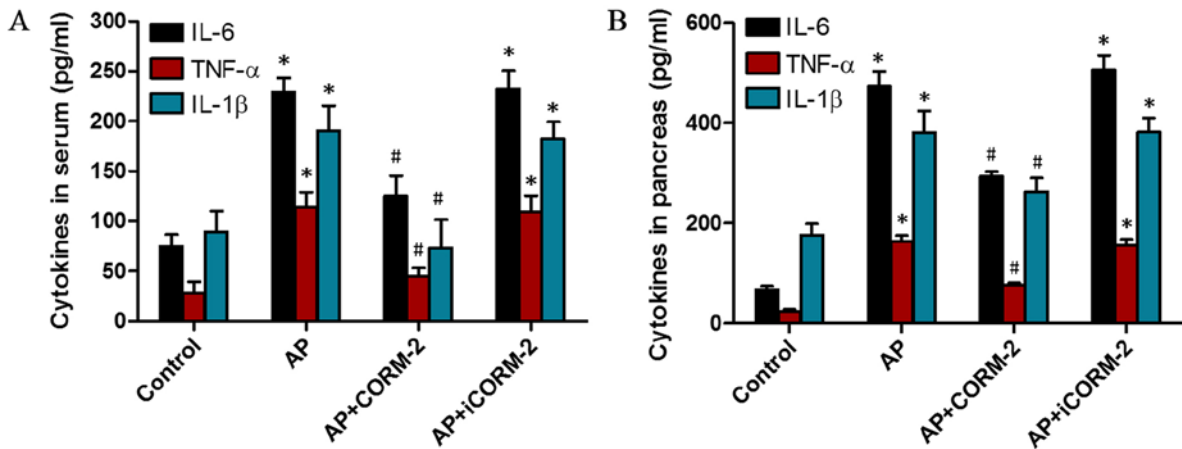 A
Cytokines in serum (pg/ml)
300
250
200
150
100
50
0
IL-6
TNF-α
IL-1β
* * *
# # #
* * *
Control
AP
AP+CORM-2
AP+iCORM-2
B
Cytokines in pancreas (pg/ml)
600
400
200
0
IL-6
TNF-α
IL-1β
* * *
# # #
* * *
Control
AP
AP+CORM-2
AP+iCORM-2